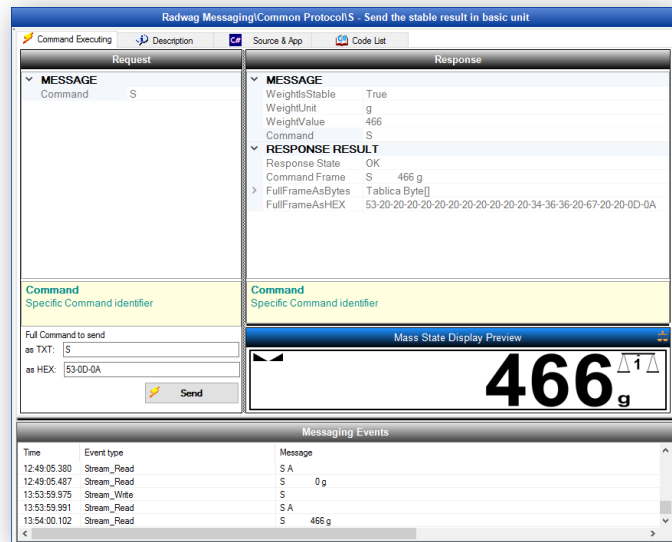 Radwag Messaging\Common Protocol\S - Send the stable result in basic unit
Command Executing Description C# Source & App Code List
Request
MESSAGE
Command S
Command
Specific Command identifier
Full Command to send
as TXT: S
as HEX: 53-0D-0A
Send
Response
MESSAGE
WeightIsStable True
WeightUnit g
WeightValue 466
Command S
RESPONSE RESULT
Response State OK
Command Frame S 466 g
FullFrameAsBytes Tablica Byte[]
FullFrameAsHEX 53-20-20-20-20-20-20-20-20-20-20-34-36-36-20-67-20-20-0D-0A
Command
Specific Command identifier
Mass State Display Preview
466 g 1
Messaging Events
Time Event type Message
12:49:05.380 Stream_Read S A
12:49:05.487 Stream_Read S 0 g
13:53:59.975 Stream_Write S
13:53:59.991 Stream_Read S A
13:54:00.102 Stream_Read S 466 g